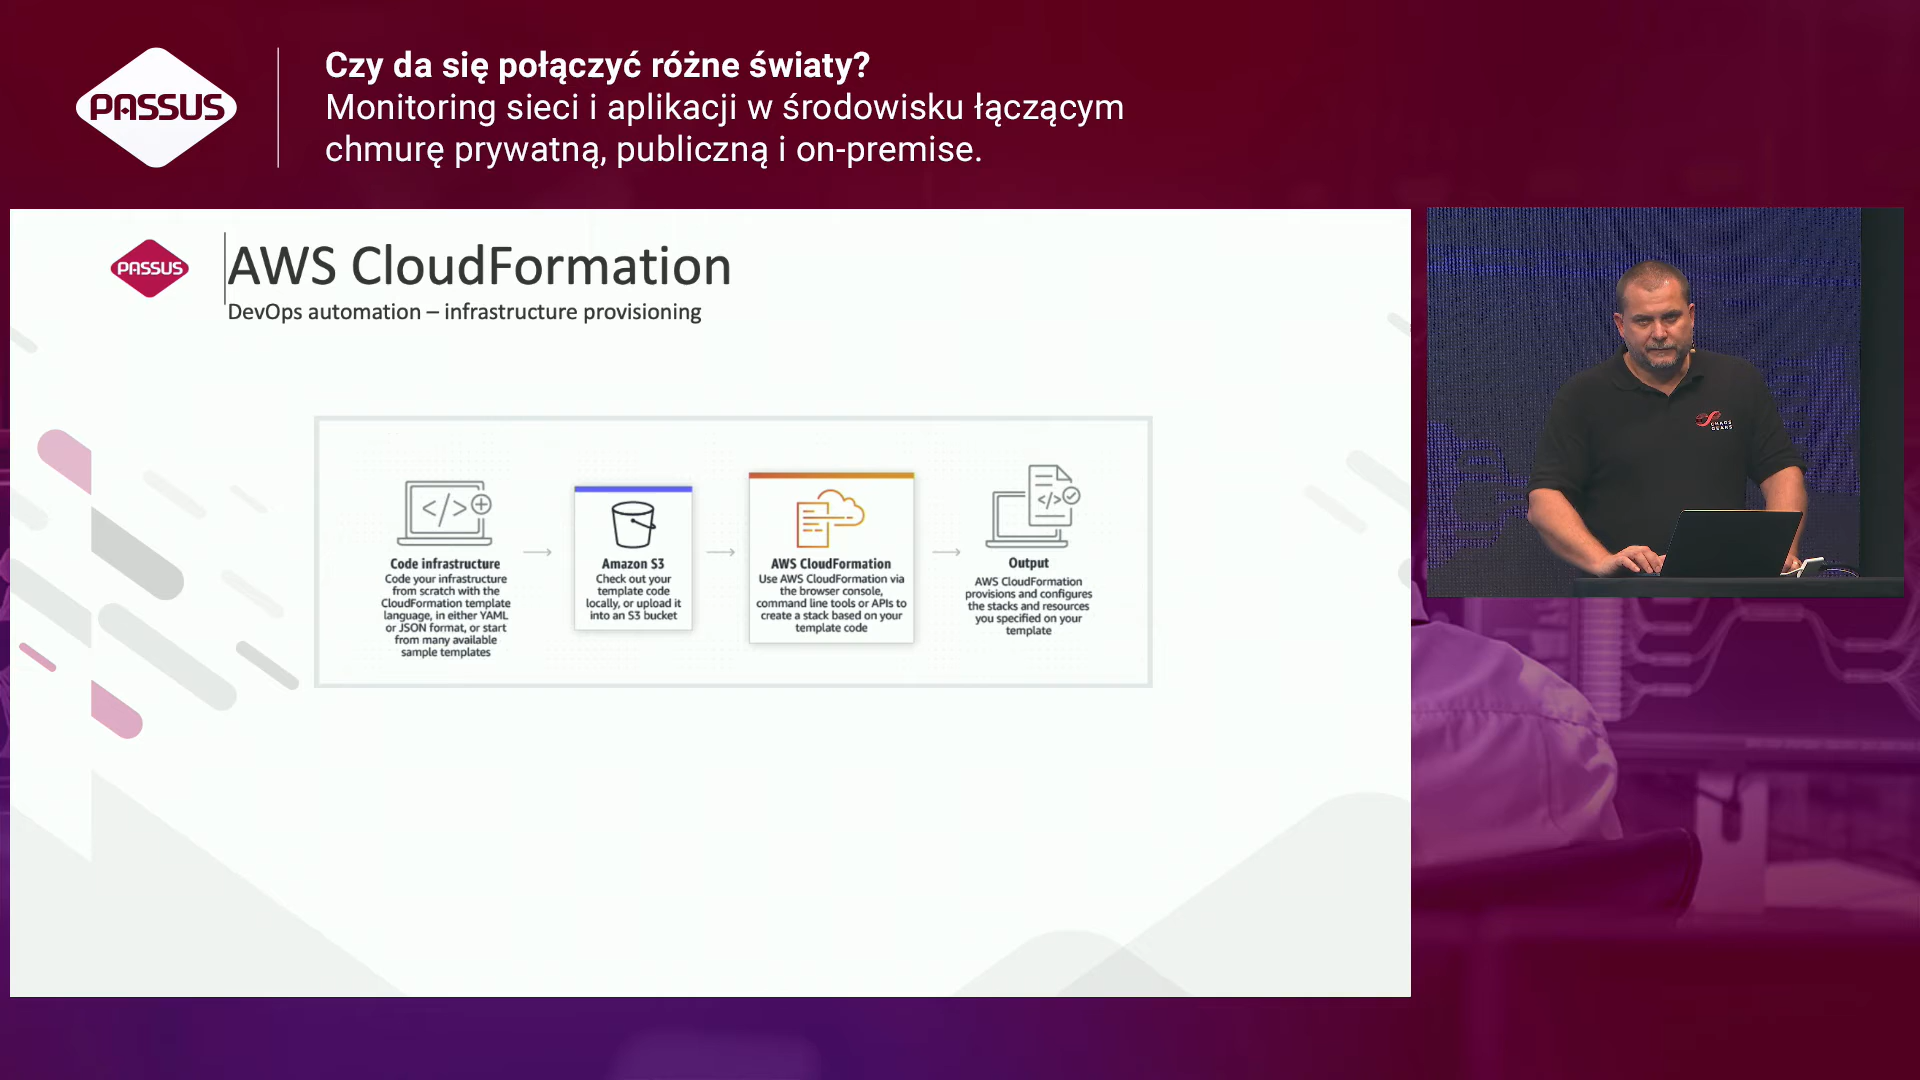 PASSUS
Czy da się połączyć różne światy?
Monitoring sieci i aplikacji w środowisku łączącym
chmurę prywatną, publiczną i on-premise.
PASSUS
AWS CloudFormation
DevOps automation – infrastructure provisioning
Code infrastructure
Code your infrastructure
from scratch with the
CloudFormation template
language, in either YAML
or JSON format, or start
from many available
sample templates
Amazon S3
Check out your
template code
locally, or upload it
into an S3 bucket
AWS CloudFormation
Use AWS CloudFormation via
the browser console,
command line tools or APIs to
create a stack based on your
template code
Output
AWS CloudFormation
provisions and configures
the stacks and resources
you specified on your
template
CHAOS
GEARS